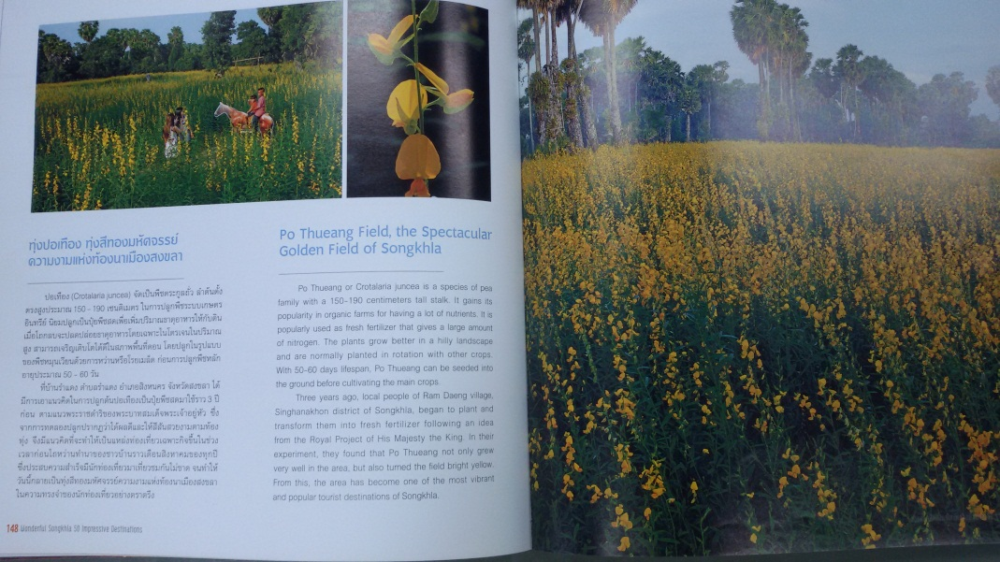 ทุ่งปอเทือง ทุ่งสีทองมหัศจรรย์
ความงามแห่งท้องนาเมืองสงขลา
ปอเทือง (Crotalaria juncea) จัดเป็นพืชตระกูลถั่ว ลำต้นตั้ง
ตรงสูงประมาณ 150 - 190 เซนติเมตร ในการปลูกพืชระบบเกษตร
อินทรีย์ นิยมปลูกเป็นปุ๋ยพืชสดเพื่อเพิ่มปริมาณธาตุอาหารให้กับดิน
เมื่อไถกลบจะปลดปล่อยธาตุอาหารโดยเฉพาะไนโตรเจนในปริมาณ
สูง สามารถเจริญเติบโตได้ดีในสภาพพื้นที่ดอน โดยปลูกในรูปแบบ
ของพืชหมุนเวียนด้วยการหว่านหรือโรยเมล็ด ก่อนการปลูกพืชหลัก
อายุประมาณ 50 - 60 วัน
ที่บ้านรำแดง ตำบลรำแดง อำเภอสิงหนคร จังหวัดสงขลา ได้
มีการเอาแนวคิดในการปลูกต้นปอเทืองเป็นปุ๋ยพืชสดมาใช้ราว 3 ปี
ก่อน ตามแนวพระราชดำริของพระบาทสมเด็จพระเจ้าอยู่หัว ซึ่ง
จากการทดลองปลูกปรากฏว่าได้ผลดีและให้สีสันสวยงามตามท้อง
ทุ่ง จึงมีแนวคิดที่จะทำให้เป็นแหล่งท่องเที่ยวเฉพาะกิจขึ้นในช่วง
เวลาก่อนไถหว่านทำนาของชาวบ้านราวเดือนสิงหาคมของทุกปี
ซึ่งประสบความสำเร็จมีนักท่องเที่ยวมาเที่ยวชมกันไม่ขาด จนทำให้
วันนี้กลายเป็นทุ่งสีทองมหัศจรรย์ความงามแห่งท้องนาเมืองสงขลา
ในความทรงจำของนักท่องเที่ยวอย่างตราตรึง
Po Thueang Field, the Spectacular
Golden Field of Songkhla
Po Thueang or Crotalaria juncea is a species of pea
family with a 150-190 centimeters tall stalk. It gains its
popularity in organic farms for having a lot of nutrients. It is
popularly used as fresh fertilizer that gives a large amount
of nitrogen. The plants grow better in a hilly landscape
and are normally planted in rotation with other crops.
With 50-60 days lifespan, Po Thueang can be seeded into
the ground before cultivating the main crops.
Three years ago, local people of Ram Daeng village,
Singhanakhon district of Songkhla, began to plant and
transform them into fresh fertilizer following an idea
from the Royal Project of His Majesty the King. In their
experiment, they found that Po Thueang not only grew
very well in the area, but also turned the field bright yellow.
From this, the area has become one of the most vibrant
and popular tourist destinations of Songkhla.
148 Wonderful Songkhla 50 Impressive Destinations